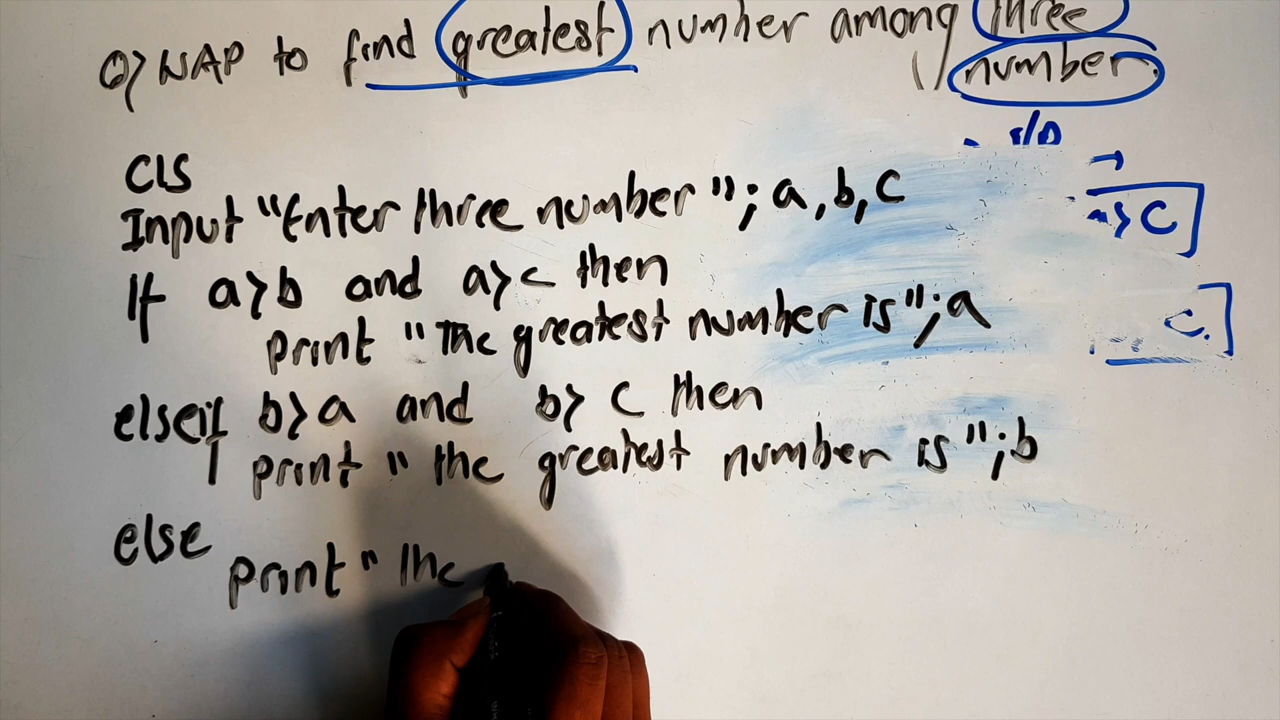 Q> WAP to find greatest number among three
number.
CLS
Input "Enter three number"; a, b, c
If a>b and a>c then
print "The greatest number is"; a
elseif b>a and b>c then
print "the greatest number is"; b
else
print "the